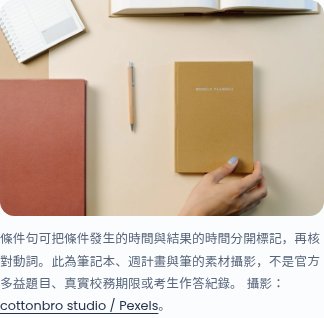 條件句可把條件發生的時間與結果的時間分開標記，再核
對動詞。此為筆記本、週計畫與筆的素材攝影，不是官方
多益題目、真實校務期限或考生作答紀錄。 攝影：
cottonbro studio / Pexels。